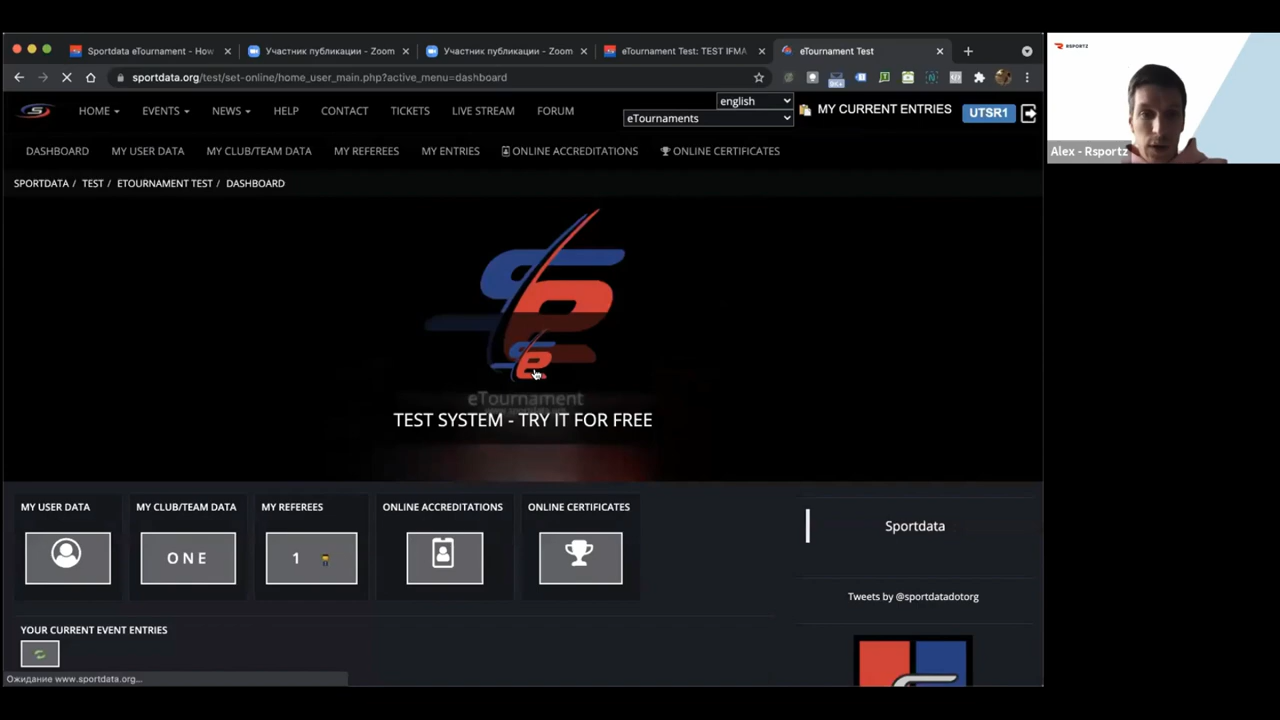 Sportdata eTournament - How
Участник публикации - Zoom
Участник публикации - Zoom
eTournament Test: TEST IFMA
eTournament Test
sportdata.org/test/set-online/home_user_main.php?active_menu=dashboard
HOME EVENTS NEWS HELP CONTACT TICKETS LIVE STREAM FORUM
english
eTournaments
MY CURRENT ENTRIES
UTSR1
DASHBOARD MY USER DATA MY CLUB/TEAM DATA MY REFEREES MY ENTRIES ONLINE ACCREDITATIONS ONLINE CERTIFICATES
SPORTDATA / TEST / ETOURNAMENT TEST / DASHBOARD
eTournament
TEST SYSTEM - TRY IT FOR FREE
MY USER DATA
MY CLUB/TEAM DATA
ONE
MY REFEREES
1
ONLINE ACCREDITATIONS
ONLINE CERTIFICATES
YOUR CURRENT EVENT ENTRIES
Sportdata
Tweets by @sportdatadotorg
Ожидание www.sportdata.org...
RSPORTZ
Alex - Rsportz